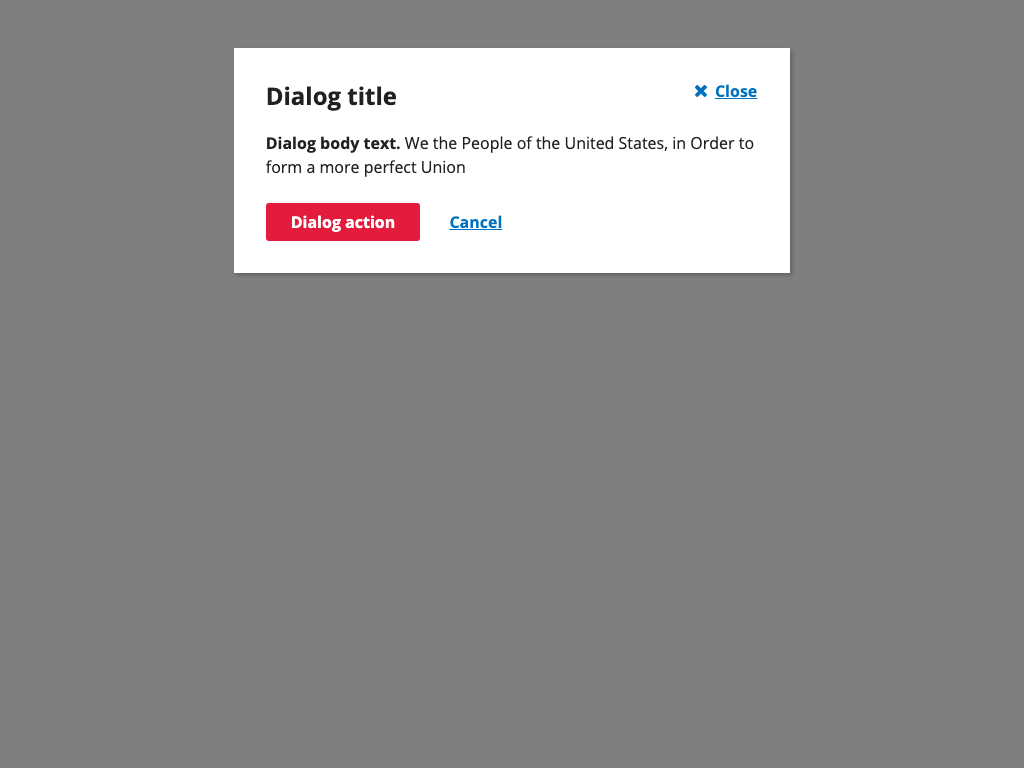 Dialog title
Close
Dialog body text. We the People of the United States, in Order to
form a more perfect Union
Dialog action
Cancel